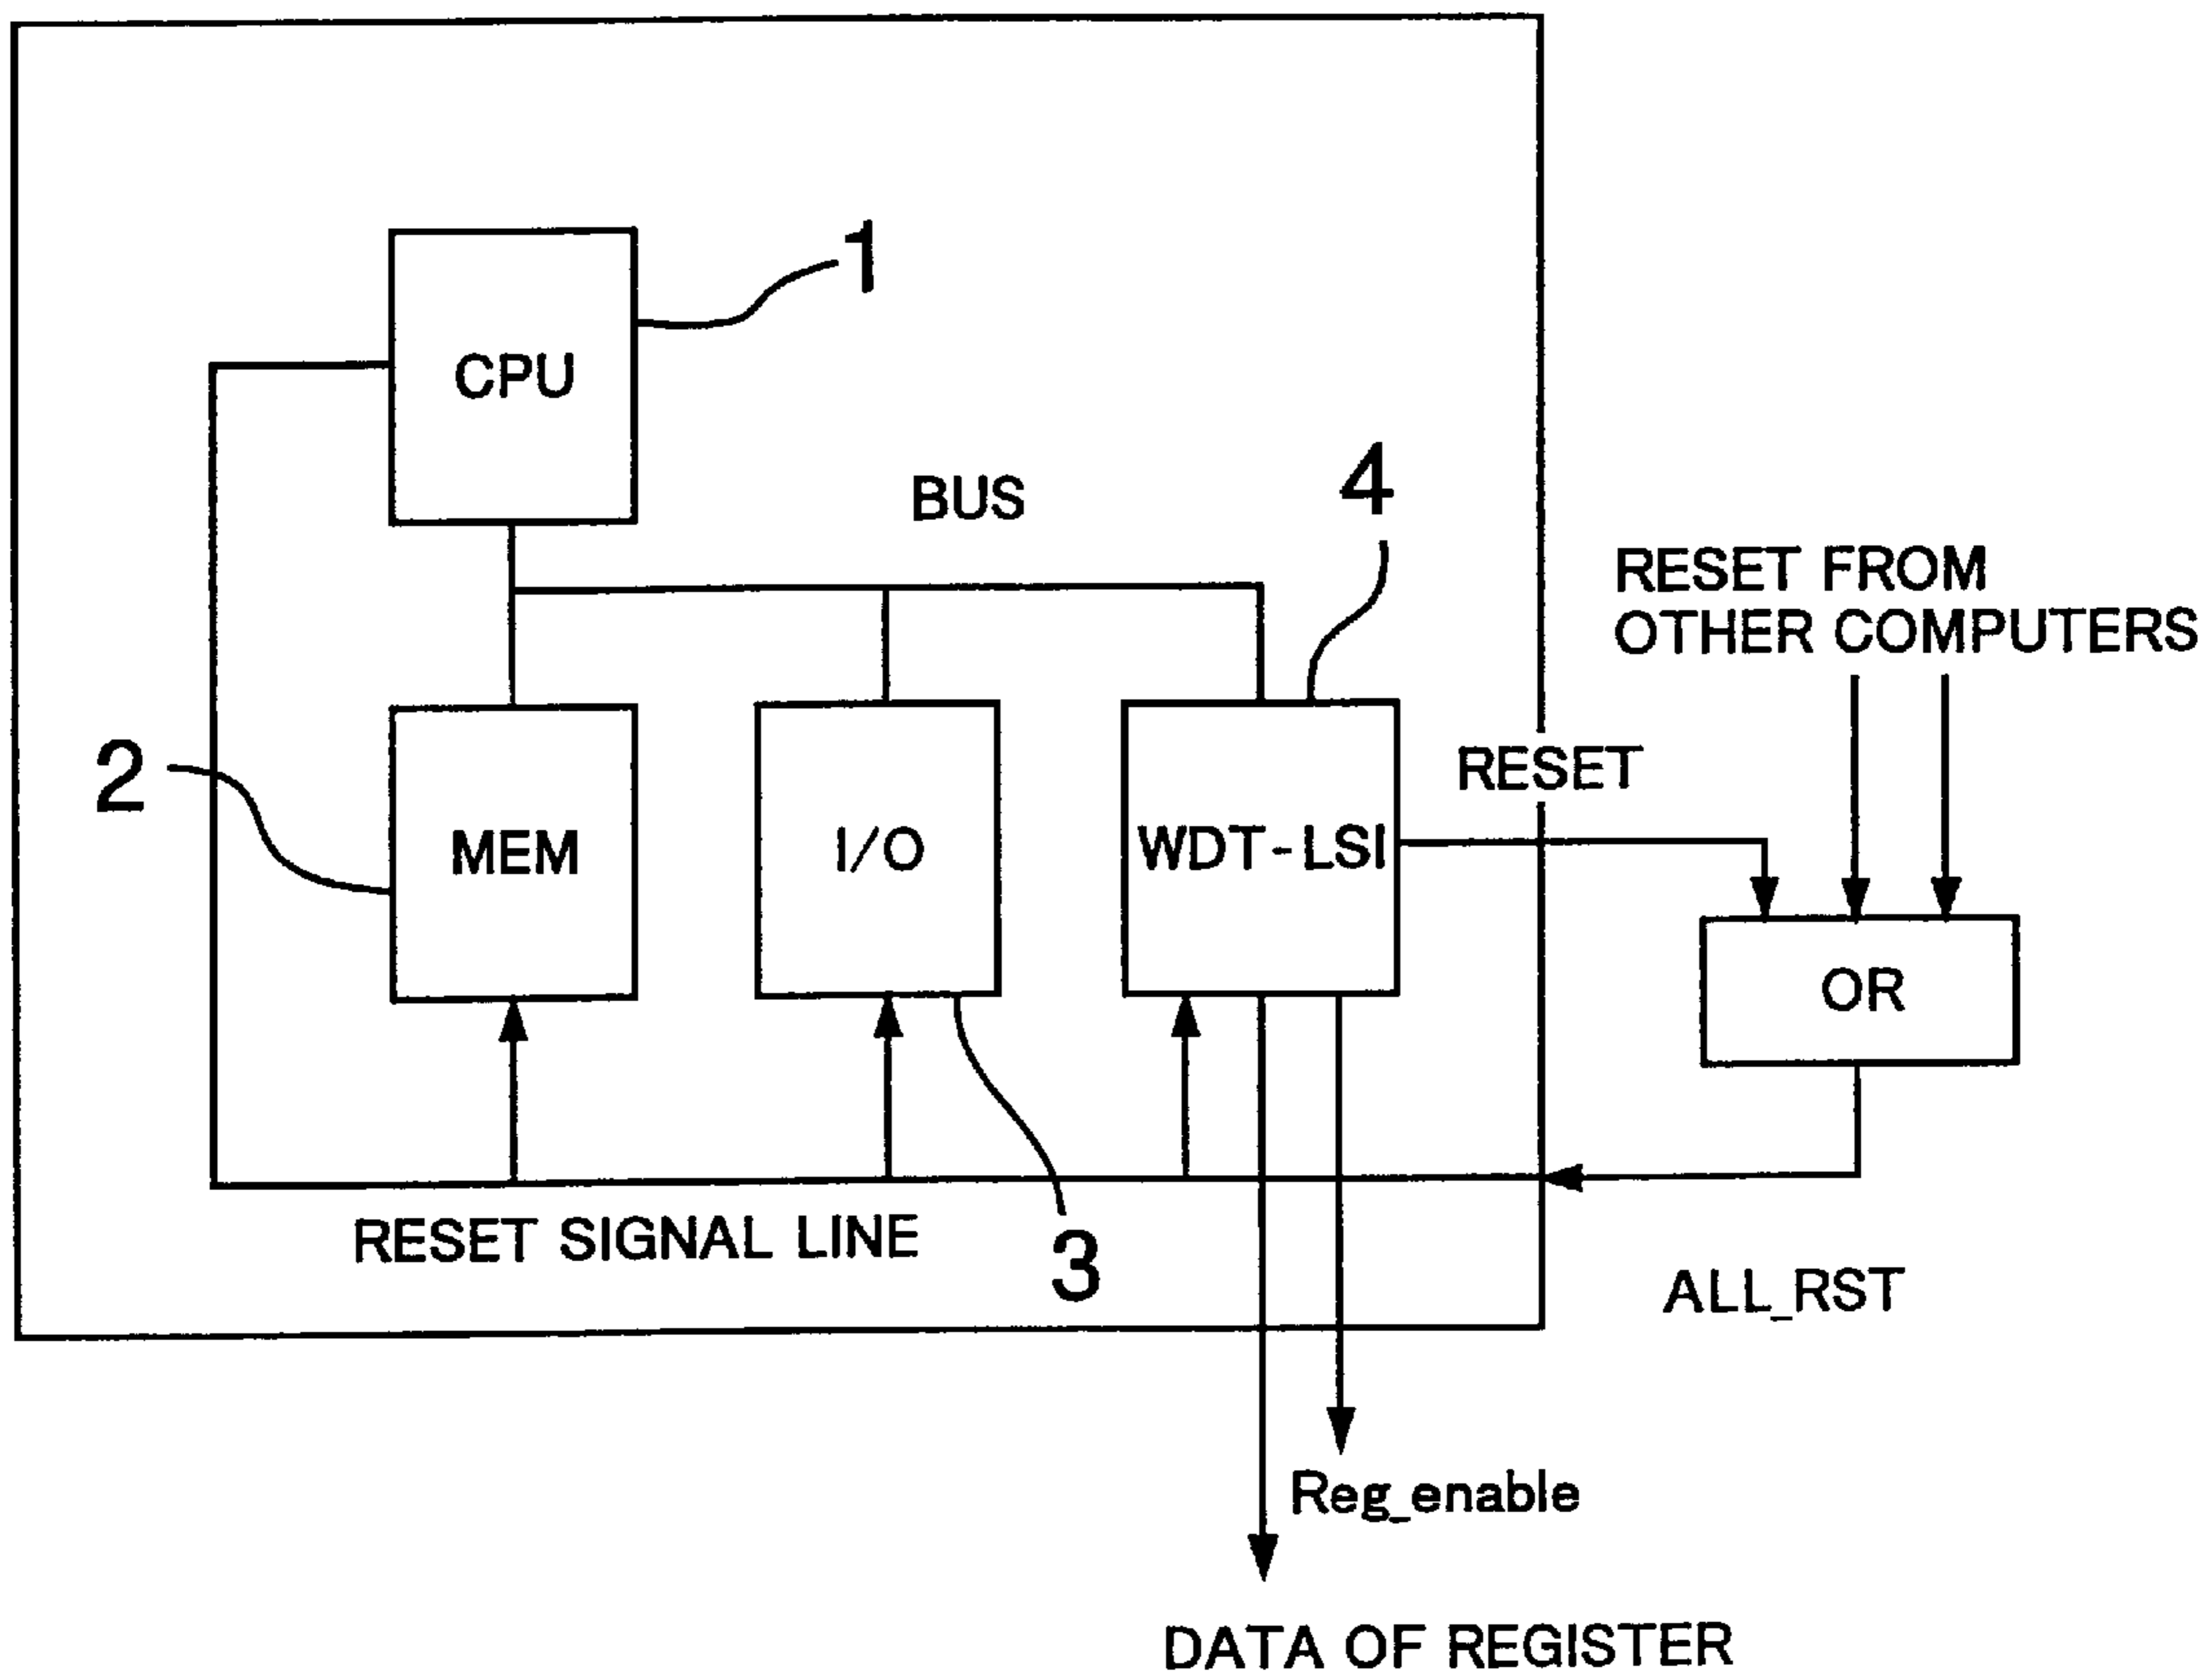 1
CPU
BUS
4
RESET FROM
OTHER COMPUTERS
2
RESET
MEM
I/O
WDT-LSI
OR
RESET SIGNAL LINE
3
ALL_RST
Reg_enable
DATA OF REGISTER